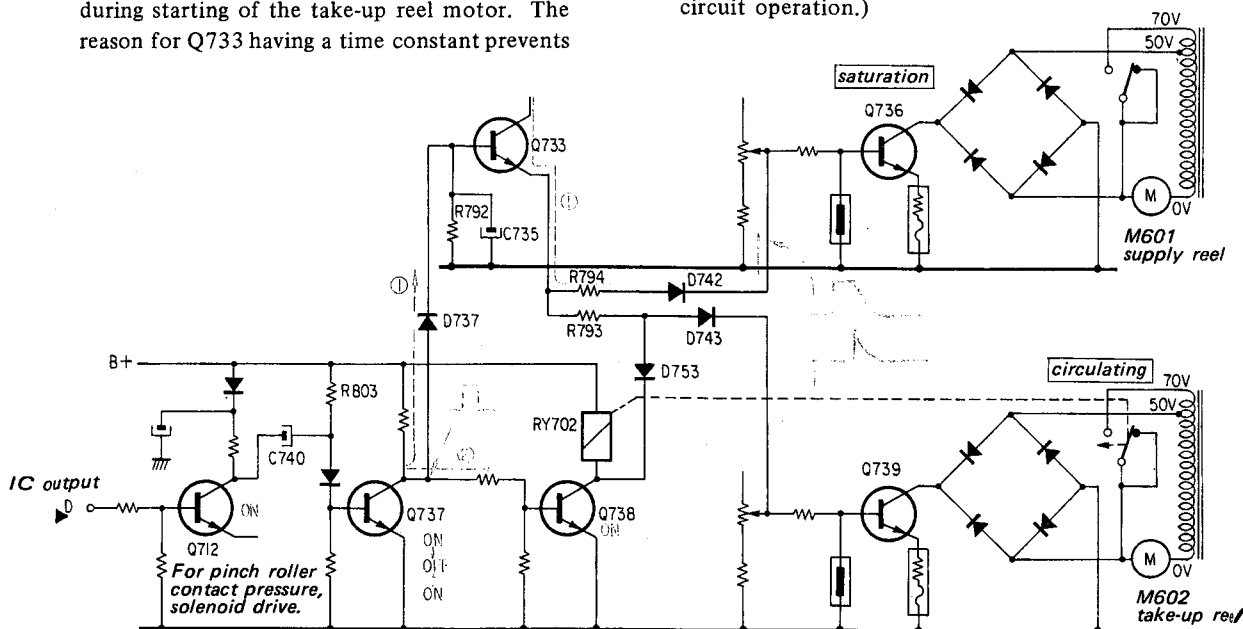 during starting of the take-up reel motor. The
reason for Q733 having a time constant prevents
circuit operation.)
70V
50V
saturation
Q736
M
0V
M601
supply reel
Q733
R792
C735
①
①
R794
D742
R793
D743
D737
D753
B+
R803
C740
RY702
②
circulating
70V
50V
IC output
D
ON
Q712
For pinch roller
contact pressure,
solenoid drive.
Q737
ON
OFF
ON
Q738
ON
Q739
M
0V
M602
take-up reel